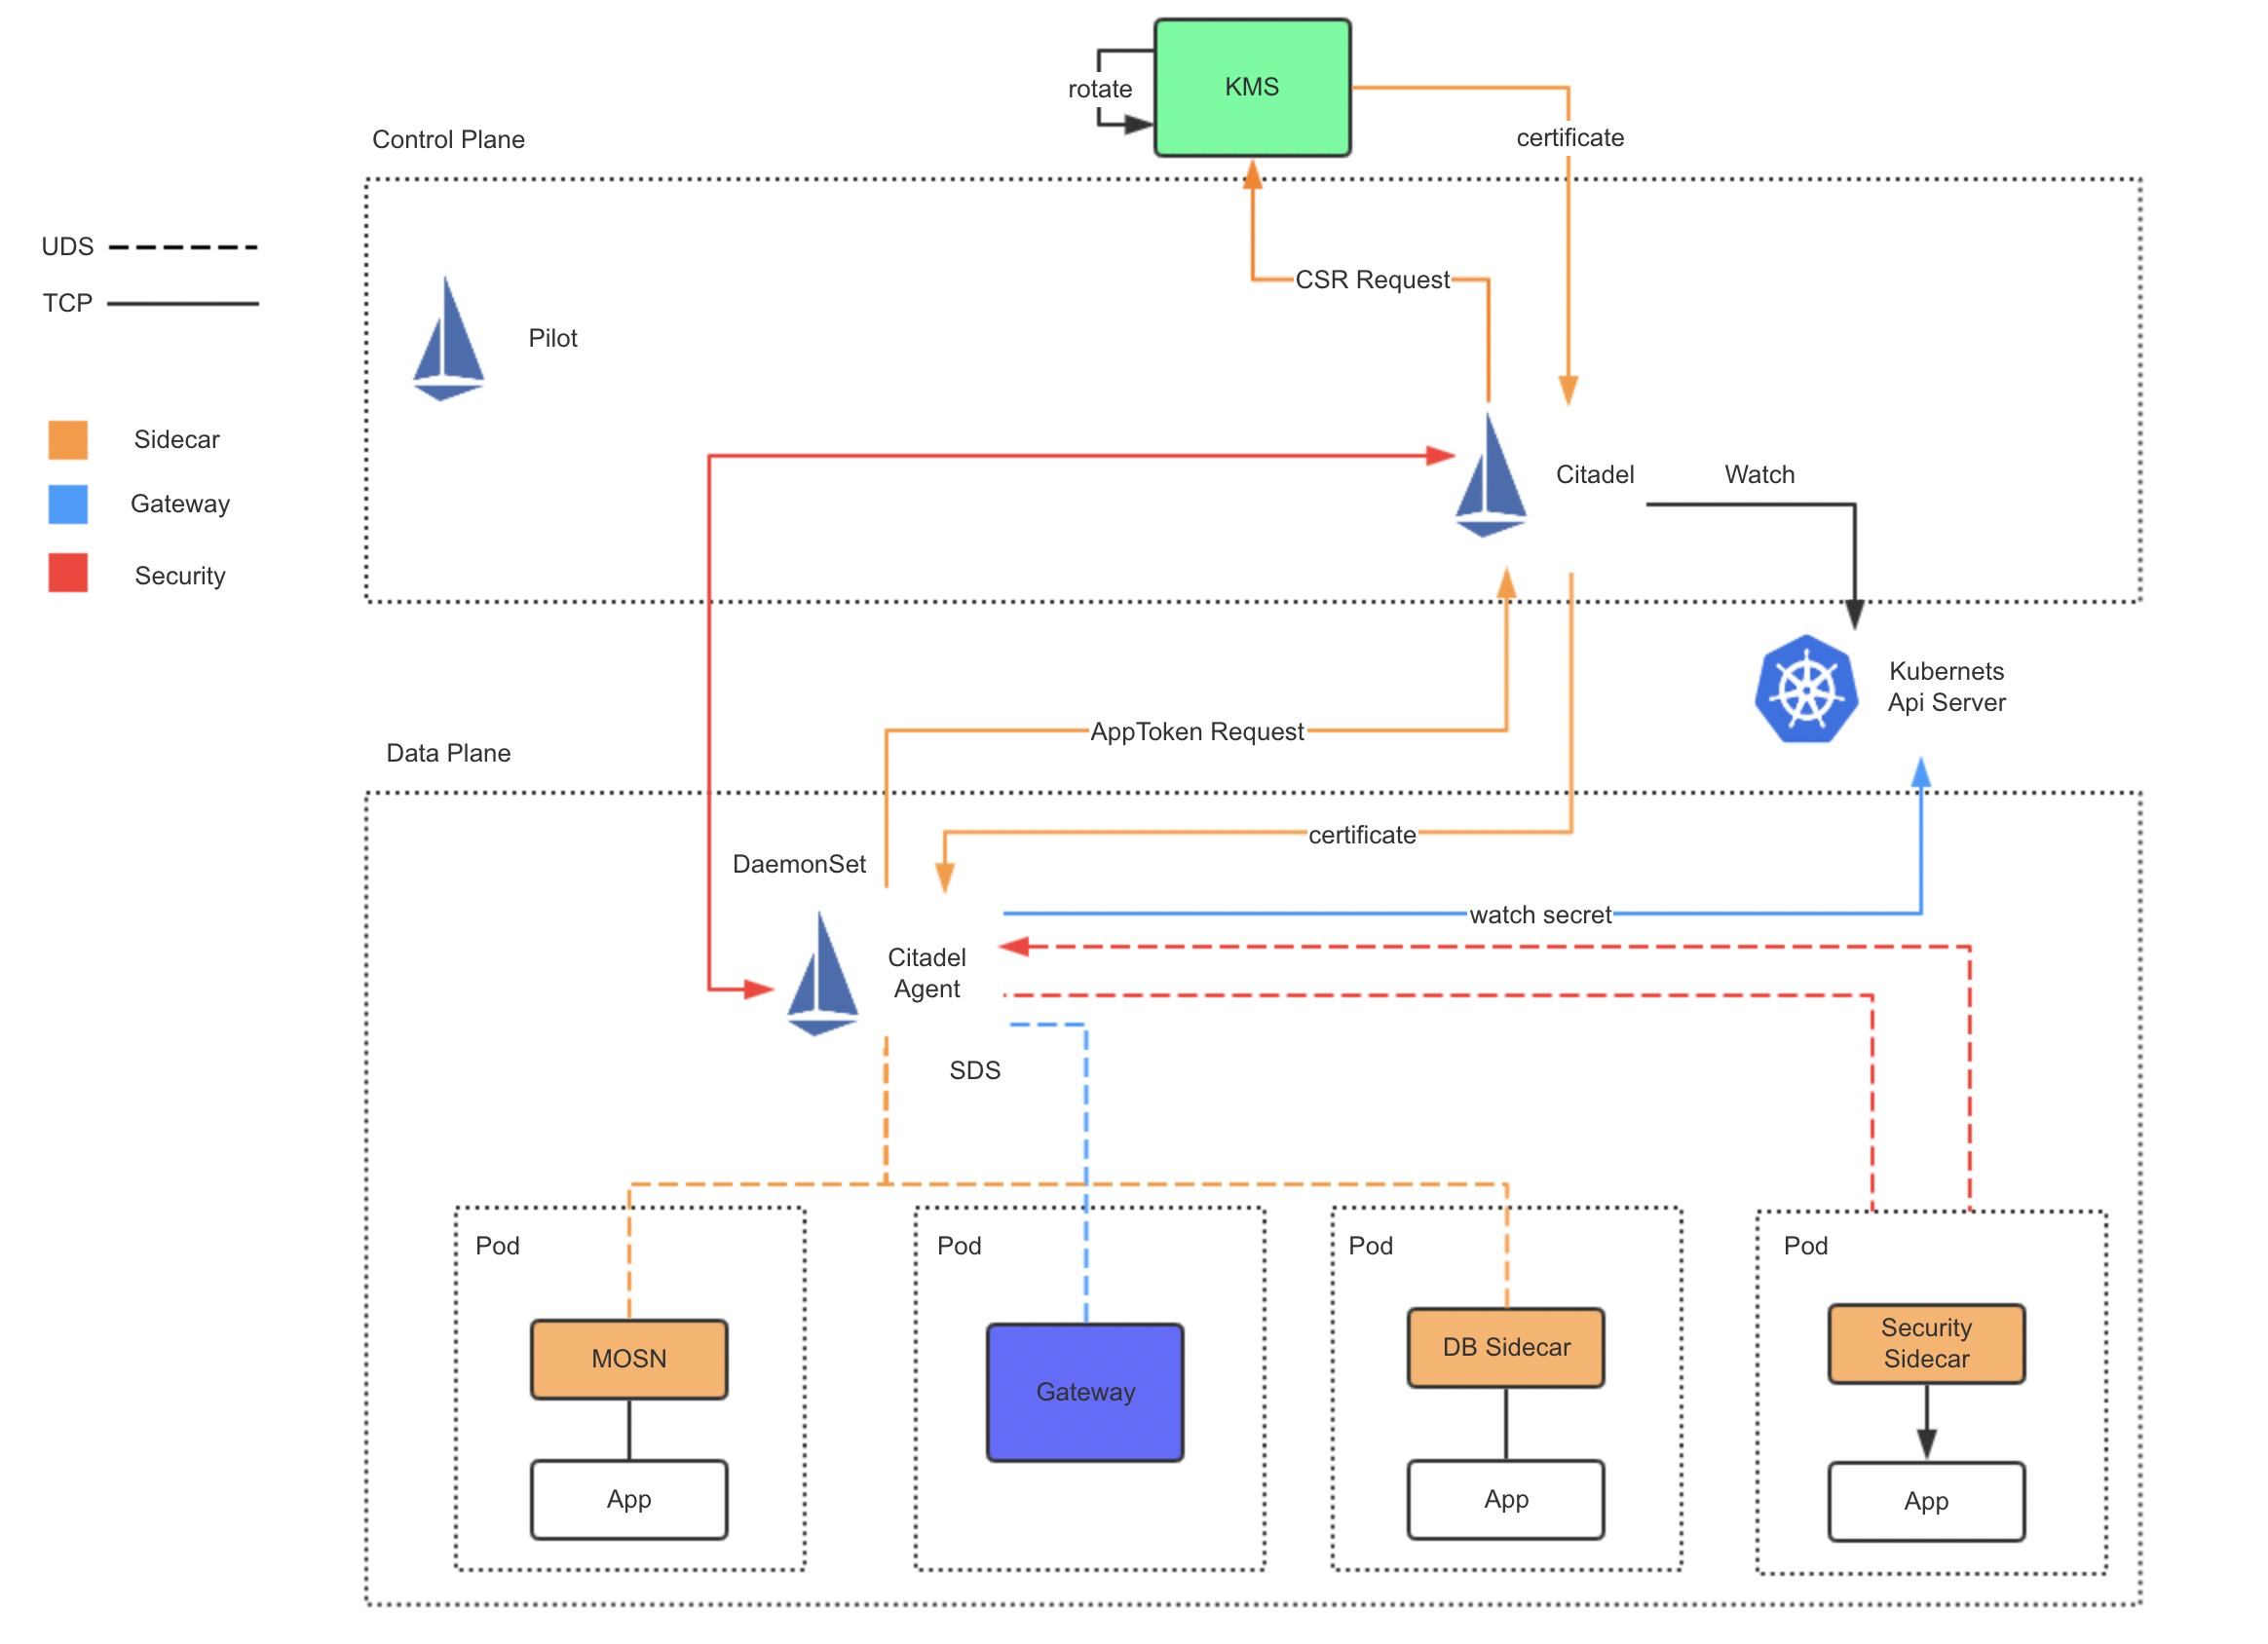 KMS
rotate
certificate
Control Plane
UDS
TCP
CSR Request
Pilot
Sidecar
Gateway
Security
Citadel
Watch
Kubernets
Api Server
AppToken Request
Data Plane
certificate
DaemonSet
watch secret
Citadel
Agent
SDS
Pod
Pod
Pod
Pod
MOSN
Gateway
DB Sidecar
Security
Sidecar
App
App
App